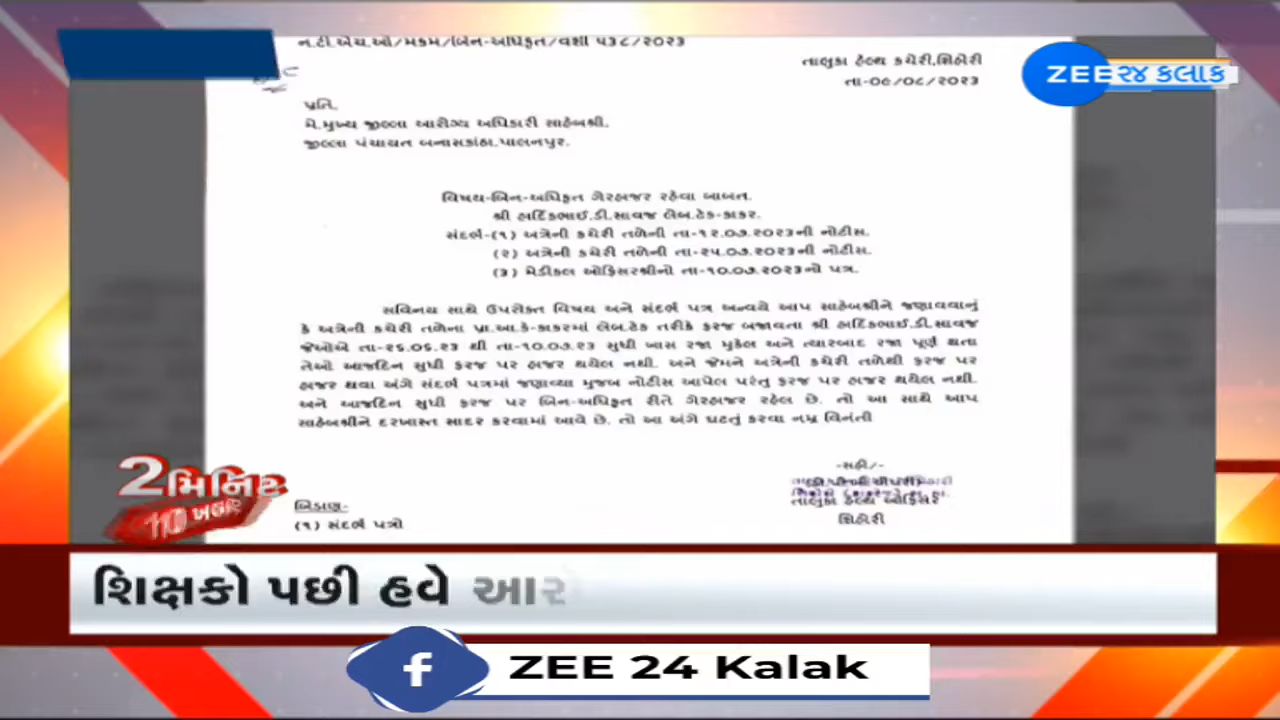 ન.ટી.એચ.ઓ/મકમ/બિન-અધિકૃત/વશી ૫૩૮/૨૦૨૩
તાલુકા હેલ્થ કચેરી,શિહોરી
તા-૦૯/૦૮/૨૦૨૩
ZEE ૨૪ કલાક
પ્રતિ,
મે.મુખ્ય જીલ્લા આરોગ્ય અધિકારી સાહેબશ્રી.
જીલ્લા પંચાયત બનાસકાંઠા.પાલનપુર.
વિષય-બિન-અધિકૃત ગેરહાજર રહેવા બાબત.
શ્રી હાર્દિકભાઈ.ડી.સાવજ લેબ.ટેક-કાકર.
સંદર્ભ-(૧) અત્રેની કચેરી તળેની તા-૧૨.૦૭.૨૦૨૩ની નોટીસ.
(૨) અત્રેની કચેરી તળેની તા-૨૫.૦૭.૨૦૨૩ની નોટીસ.
(૩) મેડીકલ ઓફિસરશ્રીનો તા-૧૦.૦૭.૨૦૨૩નો પત્ર.
સવિનય સાથે ઉપરોક્ત વિષય અને સંદર્ભ પત્ર અન્વયે આપ સાહેબશ્રીને જણાવવાનું
કે અત્રેની કચેરી તળેના પ્રા.આ.કે-કાકરમાં લેબ.ટેક તરીકે ફરજ બજાવતા શ્રી હાર્દિકભાઈ.ડી.સાવજ
જેઓએ તા-૨૬.૦૬.૨૩ થી તા-૧૦.૦૭.૨૩ સુધી ખાસ રજા મુકેલ અને ત્યારબાદ રજા પૂર્ણ થતા
તેઓ આજદિન સુધી ફરજ પર હાજર થયેલ નથી. અને જેમને અત્રેની કચેરી તળેથી ફરજ પર
હાજર થવા અંગે સંદર્ભ પત્રમાં જણાવ્યા મુજબ નોટીસ આપેલ પરંતુ ફરજ પર હાજર થયેલ નથી.
અને આજદિન સુધી ફરજ પર બિન-અધિકૃત રીતે ગેરહાજર રહેલ છે. તો આ સાથે આપ
સાહેબશ્રીને દરખાસ્ત સાદર કરવામાં આવે છે. તો આ અંગે ઘટતું કરવા નમ્ર વિનંતી
-સહી/-
તાલુકા હેલ્થ ઓફિસર
શિહોરી
બિડાણ-
(૧) સંદર્ભ પત્રો
2 મિનિટ
10 ખબર
શિક્ષકો પછી હવે
f ZEE 24 Kalak